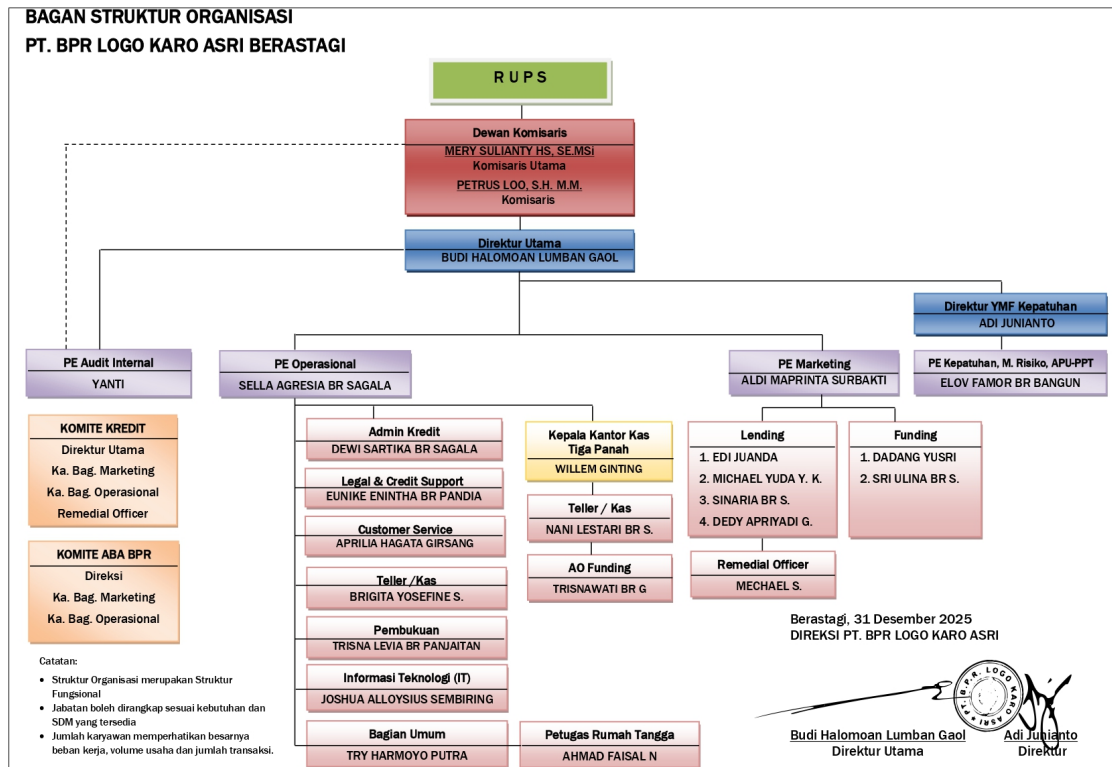 BAGAN STRUKTUR ORGANISASI
PT. BPR LOGO KARO ASRI BERASTAGI
R U P S
Dewan Komisaris
MERY SULIANTY HS, SE.MSi
Komisaris Utama
PETRUS LOO, S.H. M.M.
Komisaris
Direktur Utama
BUDI HALOMOAN LUMBAN GAOL
Direktur YMF Kepatuhan
ADI JUNIANTO
PE Audit Internal
YANTI
PE Operasional
SELLA AGRESIA BR SAGALA
PE Marketing
ALDI MAPRINTA SURBAKTI
PE Kepatuhan, M. Risiko, APU-PPT
ELOV FAMOR BR BANGUN
KOMITE KREDIT
Direktur Utama
Ka. Bag. Marketing
Ka. Bag. Operasional
Remedial Officer
KOMITE ABA BPR
Direksi
Ka. Bag. Marketing
Ka. Bag. Operasional
Admin Kredit
DEWI SARTIKA BR SAGALA
Legal & Credit Support
EUNIKE ENINTHA BR PANDIA
Customer Service
APRILIA HAGATA GIRSANG
Teller /Kas
BRIGITA YOSEFINE S.
Pembukuan
TRISNA LEVIA BR PANJAITAN
Informasi Teknologi (IT)
JOSHUA ALLOYSIUS SEMBIRING
Bagian Umum
TRY HARMOYO PUTRA
Petugas Rumah Tangga
AHMAD FAISAL N
Kepala Kantor Kas
Tiga Panah
WILLEM GINTING
Teller / Kas
NANI LESTARI BR S.
AO Funding
TRISNAWATI BR G
Lending
1. EDI JUANDA
2. MICHAEL YUDA Y. K.
3. SINARIA BR S.
4. DEDY APRIYADI G.
Remedial Officer
MECHAEL S.
Funding
1. DADANG YUSRI
2. SRI ULINA BR S.
Catatan:
• Struktur Organisasi merupakan Struktur
Fungsional
• Jabatan boleh dirangkap sesuai kebutuhan dan
SDM yang tersedia
• Jumlah karyawan memperhatikan besarnya
beban kerja, volume usaha dan jumlah transaksi.
Berastagi, 31 Desember 2025
DIREKSI PT. BPR LOGO KARO ASRI
PT. B.P.R. LOGO KARO ASRI
Budi Halomoan Lumban Gaol
Direktur Utama
Adi Junianto
Direktur